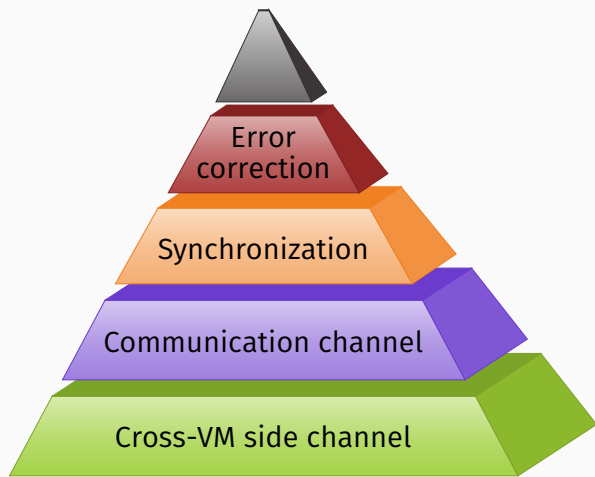 Error
correction
Synchronization
Communication channel
Cross-VM side channel